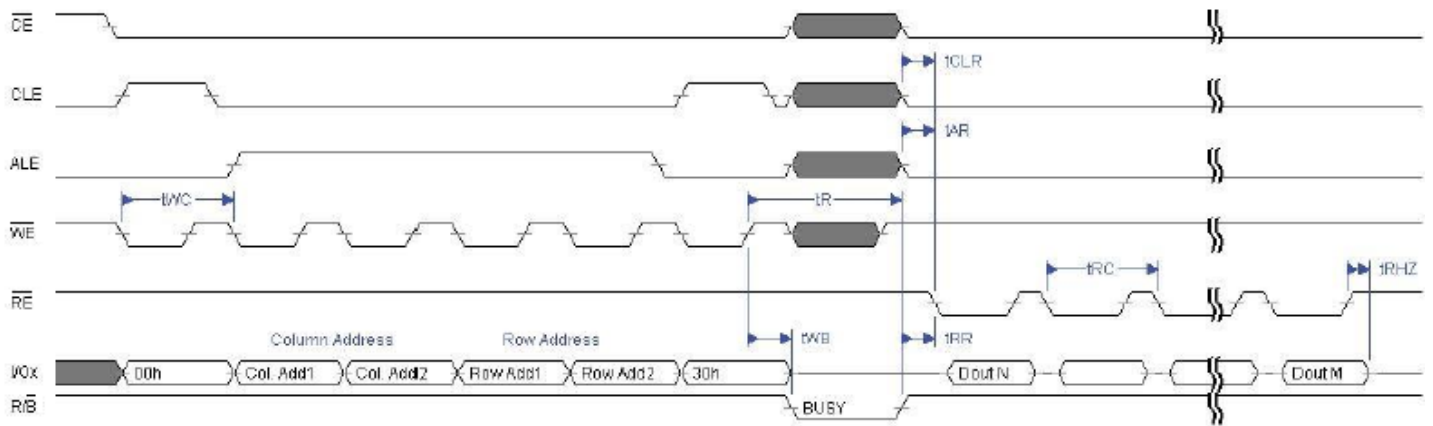 CE
tCLR
CLE
tAR
ALE
tWC
tR
WE
tRC
tRHZ
RE
Column Address
Row Address
tWB
tRR
I/Ox
00h
Col. Add1
Col. Add2
Row Add1
Row Add2
30h
Dout N
Dout M
R/B
BUSY